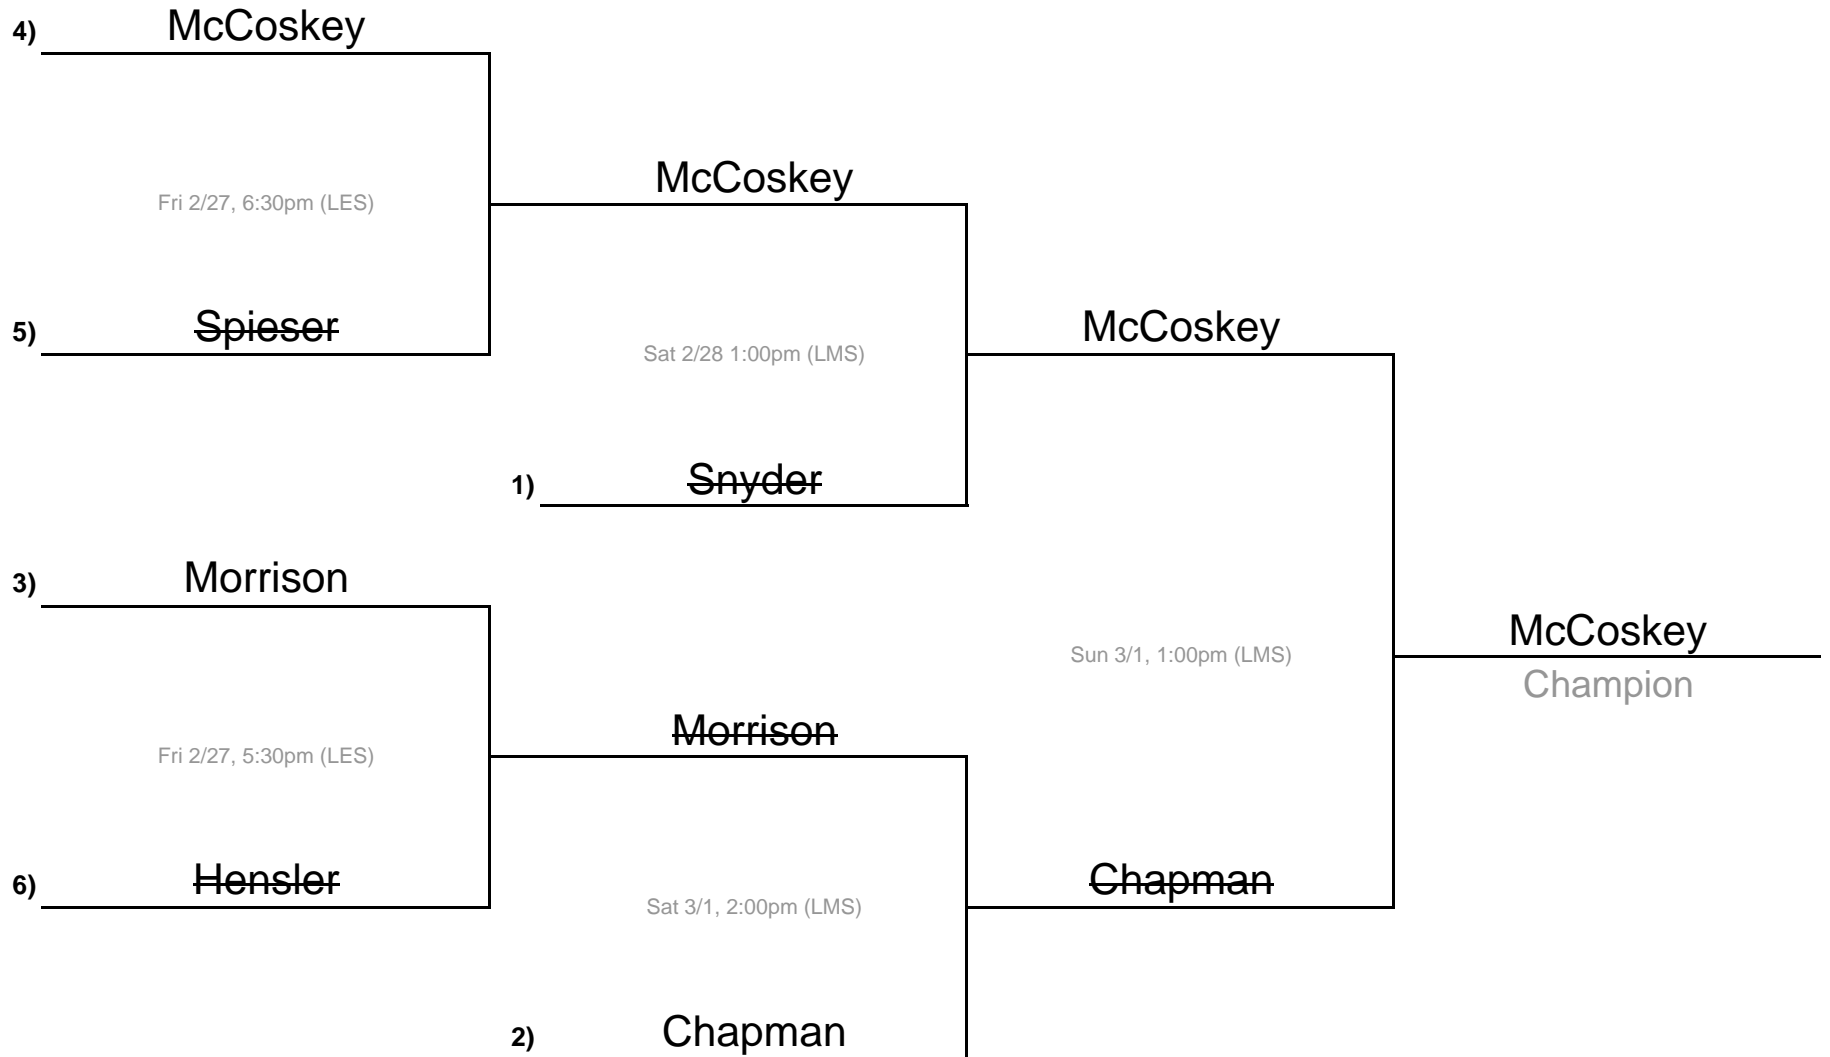 4) McCoskey
Fri 2/27, 6:30pm (LES)
5) Spieser
McCoskey
Sat 2/28 1:00pm (LMS)
1) Snyder
McCoskey
3) Morrison
Fri 2/27, 5:30pm (LES)
6) Hensler
Morrison
Sat 3/1, 2:00pm (LMS)
2) Chapman
Sun 3/1, 1:00pm (LMS)
Chapman
McCoskey
Champion